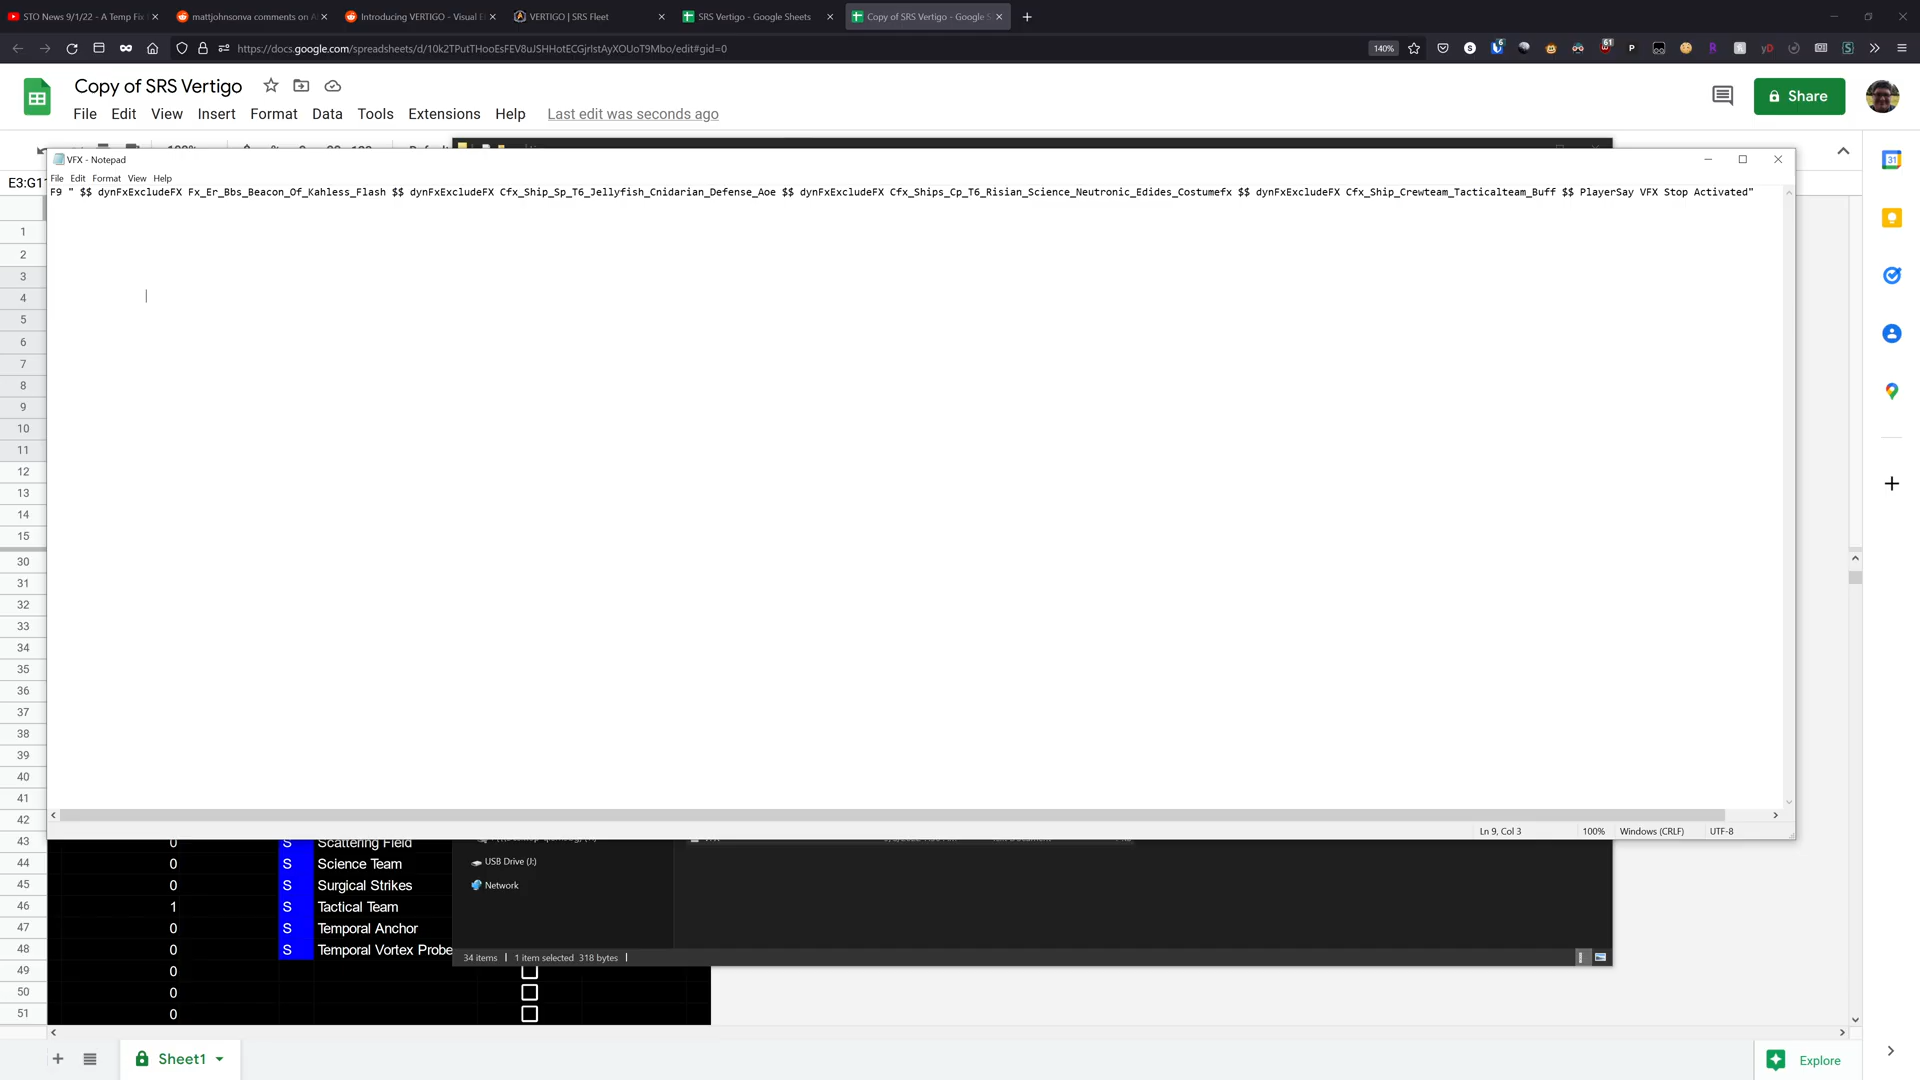 STO News 9/1/22 - A Temp Fix
mattjohnsonva comments on A
Introducing VERTIGO - Visual E
VERTIGO | SRS Fleet
SRS Vertigo - Google Sheets
Copy of SRS Vertigo - Google S
https://docs.google.com/spreadsheets/d/10k2TPutTHooEsFEV8uJSHHotECGjrIstAyXOUoT9Mbo/edit#gid=0
140%
Copy of SRS Vertigo
File Edit View Insert Format Data Tools Extensions Help Last edit was seconds ago
Share
VFX - Notepad
E3:G1
File Edit Format View Help
F9 " $$ dynFxExcludeFX Fx_Er_Bbs_Beacon_Of_Kahless_Flash $$ dynFxExcludeFX Cfx_Ship_Sp_T6_Jellyfish_Cnidarian_Defense_Aoe $$ dynFxExcludeFX Cfx_Ships_Cp_T6_Risian_Science_Neutronic_Edides_Costumefx $$ dynFxExcludeFX Cfx_Ship_Crewteam_Tacticalteam_Buff $$ PlayerSay VFX Stop Activated"
1
2
3
4
5
6
7
8
9
10
11
12
13
14
15
30
31
32
33
34
35
36
37
38
39
40
41
42
Ln 9, Col 3 100% Windows (CRLF) UTF-8
43 0 S Scattering Field
44 0 S Science Team
USB Drive (J:)
45 0 S Surgical Strikes
Network
46 1 S Tactical Team
47 0 S Temporal Anchor
48 0 S Temporal Vortex Probe
34 items 1 item selected 318 bytes
49 0
50 0
51 0
Sheet1
Explore